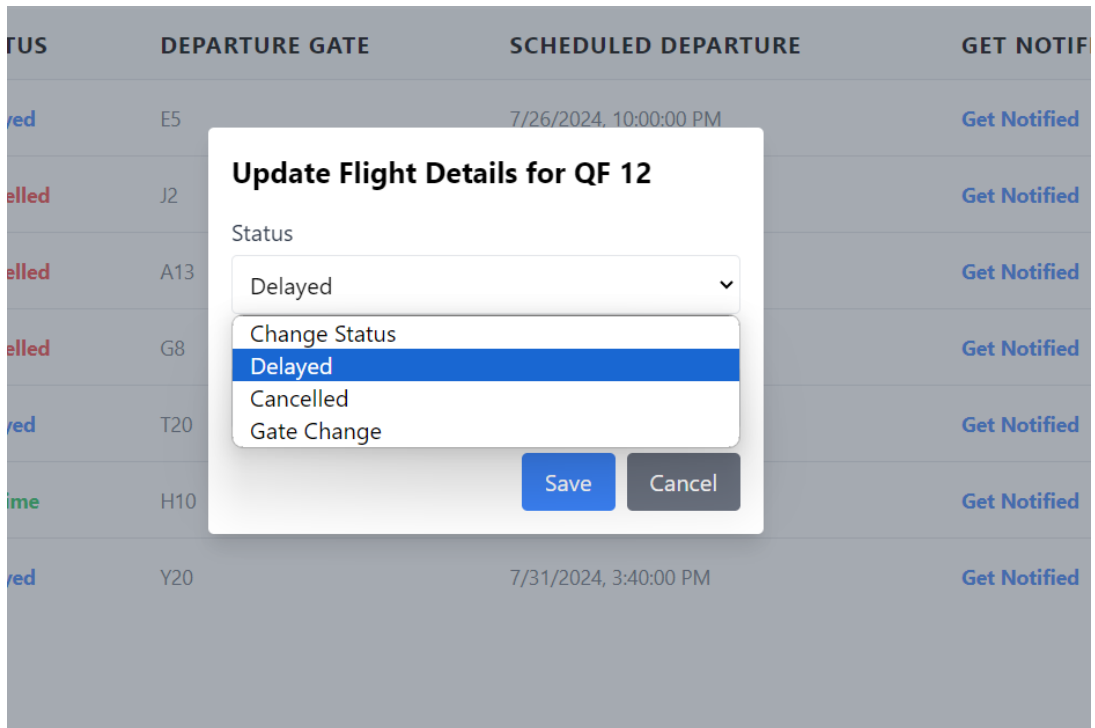 TUS DEPARTURE GATE SCHEDULED DEPARTURE GET NOTIFI
yed E5 7/26/2024, 10:00:00 PM Get Notified
Update Flight Details for QF 12
elled J2 Get Notified
Status
elled A13 Get Notified
Delayed
Change Status
elled G8 Get Notified
Delayed
Cancelled
yed T20 Get Notified
Gate Change
Save Cancel
ime H10 Get Notified
yed Y20 7/31/2024, 3:40:00 PM Get Notified